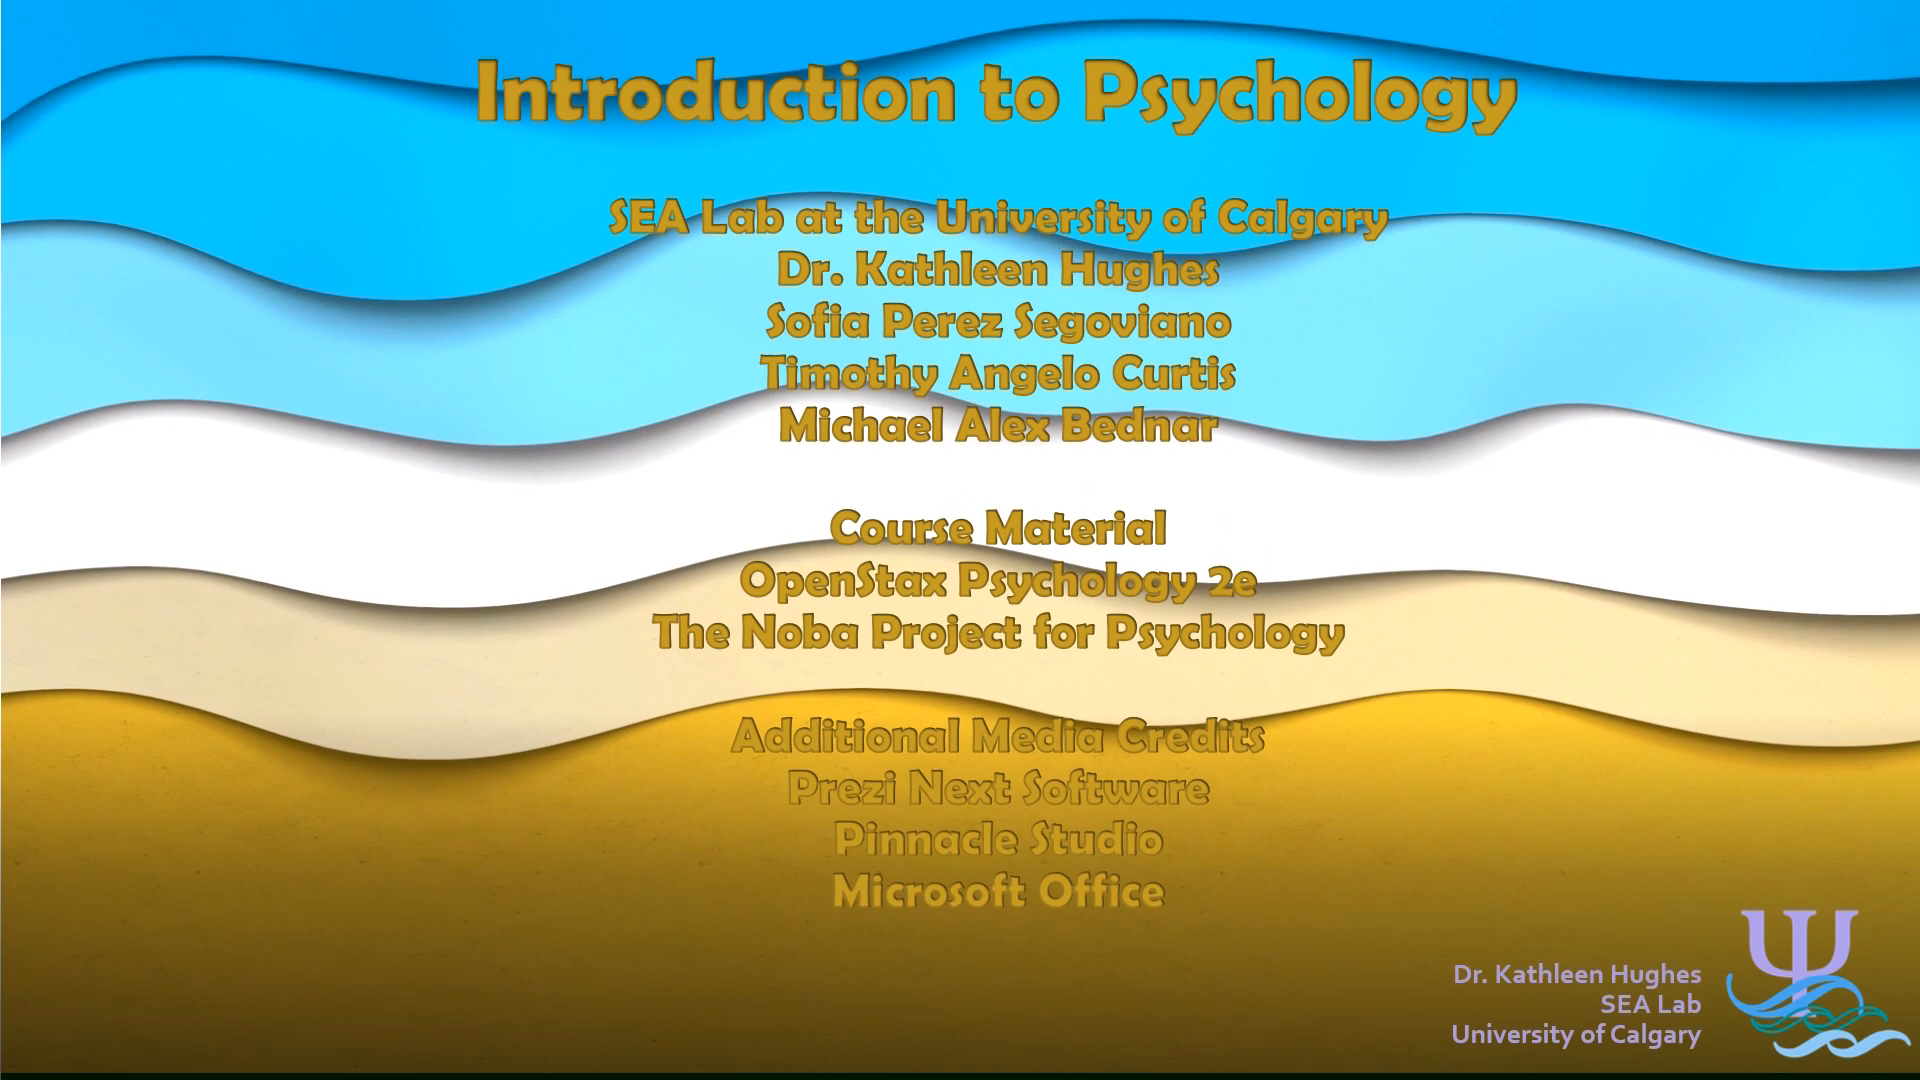 Introduction to Psychology
SEA Lab at the University of Calgary
Dr. Kathleen Hughes
Sofia Perez Segoviano
Timothy Angelo Curtis
Michael Alex Bednar
Course Material
OpenStax Psychology 2e
The Noba Project for Psychology
Additional Media Credits
Prezi Next Software
Pinnacle Studio
Microsoft Office
Dr. Kathleen Hughes
SEA Lab
University of Calgary
Ψ